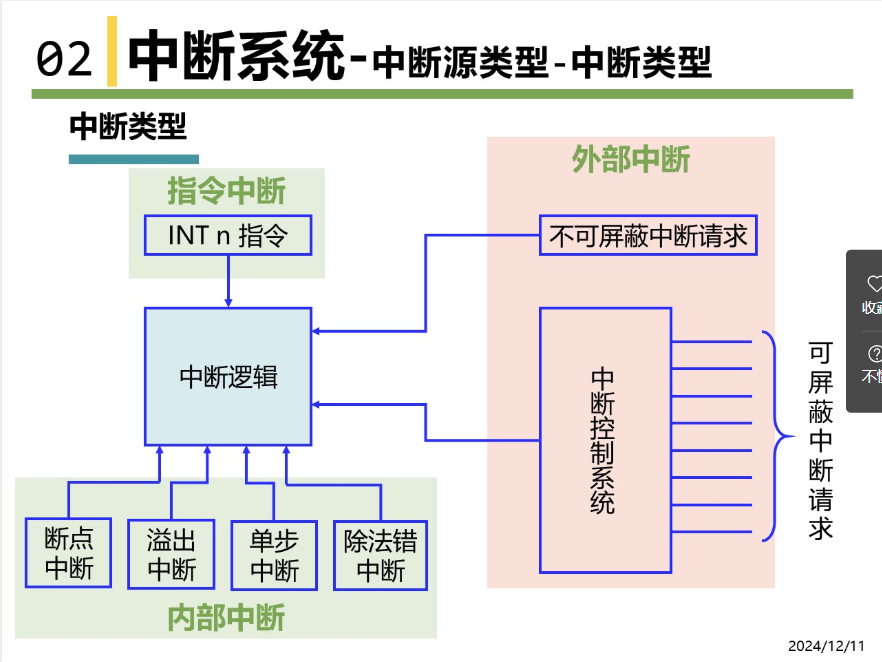 02 中断系统-中断源类型-中断类型
中断类型
指令中断
INT n 指令
外部中断
不可屏蔽中断请求
中断逻辑
中断控制系统
可屏蔽中断请求
断点
中断
溢出
中断
单步
中断
除法错
中断
内部中断
2024/12/11